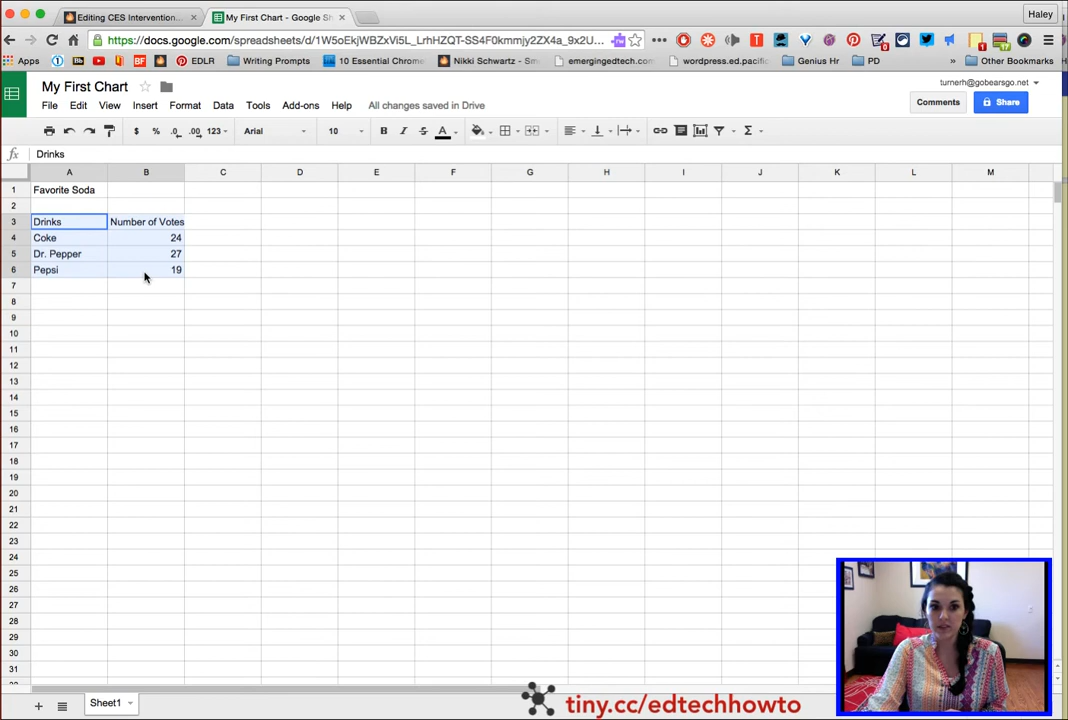 Editing CES Intervention...
My First Chart - Google Sh
Haley
https://docs.google.com/spreadsheets/d/1W5oEkjWBZxVi5L_LrhHZQT-SS4F0kmmjy2ZX4a_9x2U...
Apps
BF
EDLR
Writing Prompts
10 Essential Chrome
Nikki Schwartz - Eme
emergingedtech.com
wordpress.ed.pacific
Genius Hr
PD
» Other Bookmarks
My First Chart
turnerh@gobearsgo.net
File Edit View Insert Format Data Tools Add-ons Help All changes saved in Drive
Comments
Share
$ % .0 .00 123 Arial 10 B I S A
fx Drinks
A B C D E F G H I J K L M
1 Favorite Soda
2
3 Drinks Number of Votes
4 Coke 24
5 Dr. Pepper 27
6 Pepsi 19
7
8
9
10
11
12
13
14
15
16
17
18
19
20
21
22
23
24
25
26
27
28
29
30
31
Sheet1
tiny.cc/edtechhowto